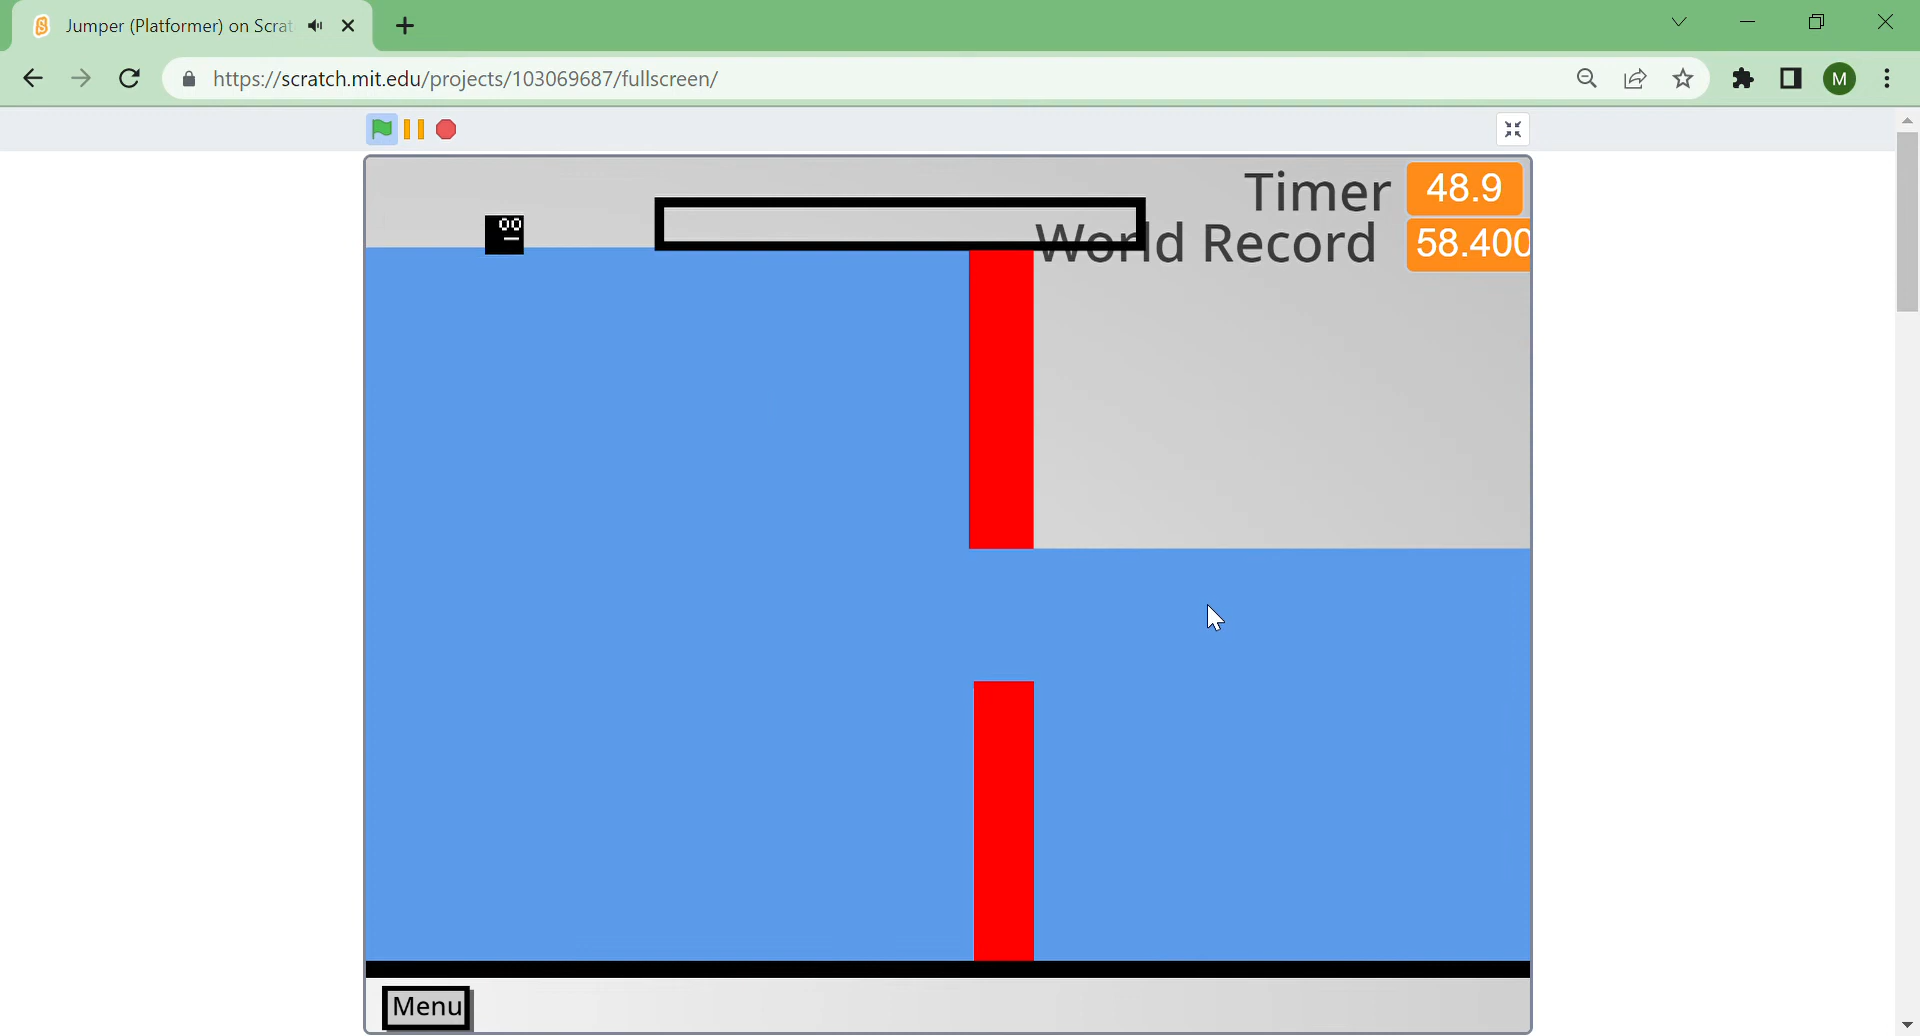 Jumper (Platformer) on Scrat
https://scratch.mit.edu/projects/103069687/fullscreen/
M
Timer 48.9
World Record 58.400
Menu